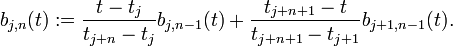 b_{j,n}(t) := \frac{t - t_j}{t_{j+n} - t_j} b_{j,n-1}(t) + \frac{t_{j+n+1} - t}{t_{j+n+1} - t_{j+1}} b_{j+1,n-1}(t).